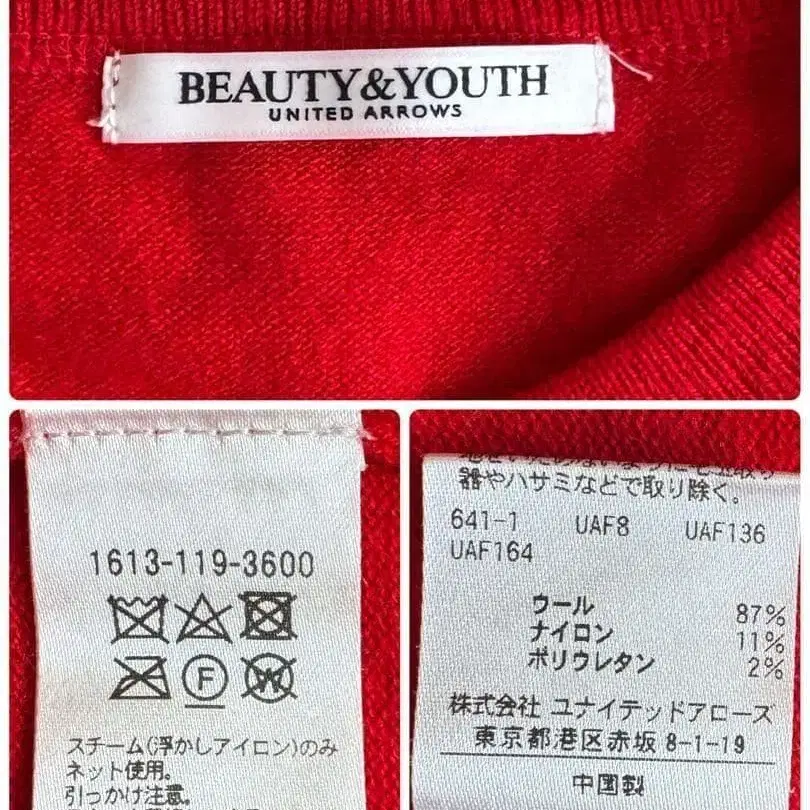 BEAUTY&YOUTH
UNITED ARROWS
1613-119-3600
F
W
スチーム(浮かしアイロン)のみ
ネット使用。
引っかけ注意。
器やハサミなどで取り除く。
641-1 UAF8 UAF136
UAF164
ウール 87%
ナイロン 11%
ポリウレタン 2%
株式会社 ユナイテッドアローズ
東京都港区赤坂 8-1-19
中国製